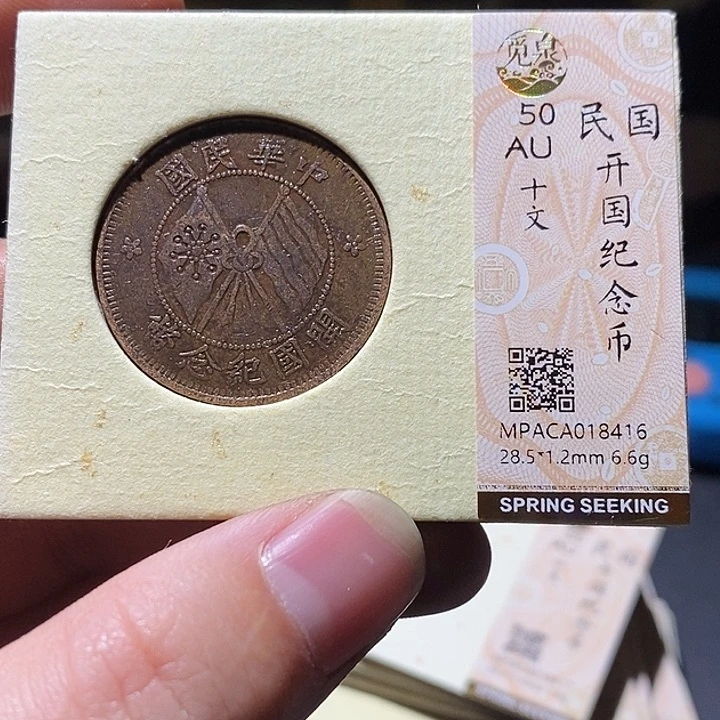 中華民國
開國紀念幣
觅泉
50
AU
十文
民国
开国纪念币
MPACA018416
28.5*1.2mm 6.6g
SPRING SEEKING